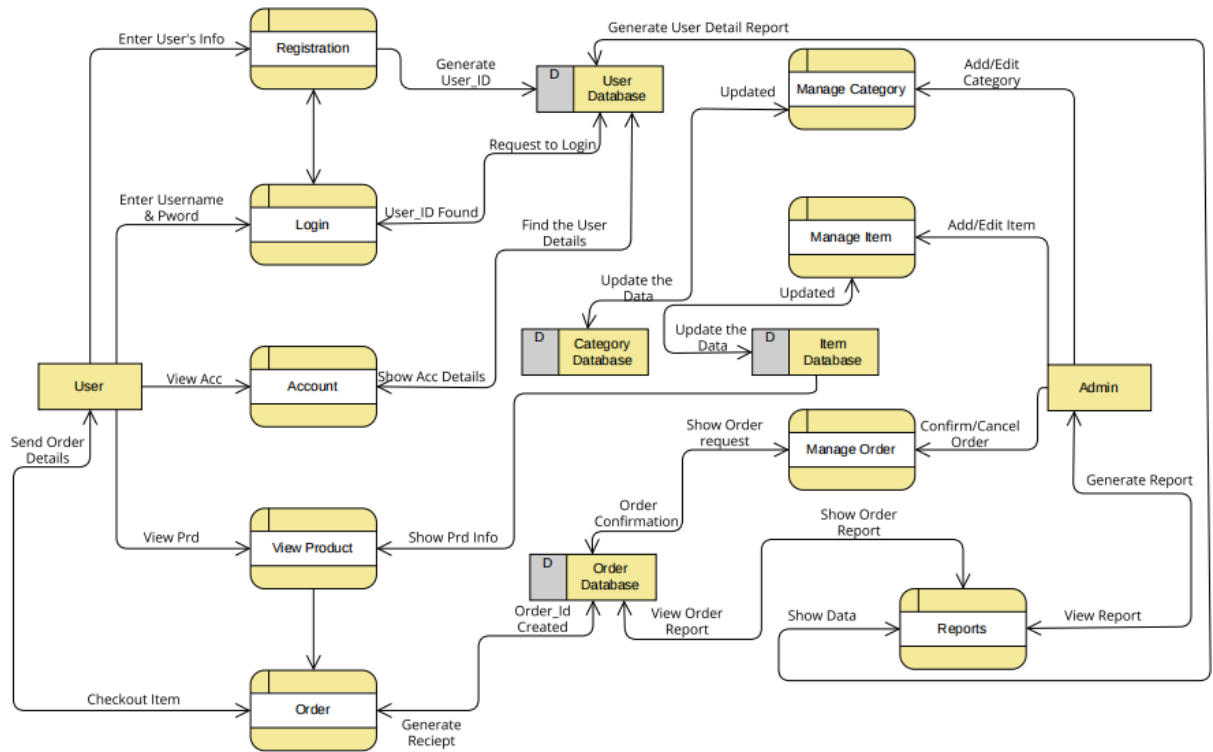 Generate User Detail Report
Enter User's Info
Registration
Generate
User_ID
D
User
Database
Add/Edit
Category
Manage Category
Updated
Request to Login
Enter Username
& Pword
Login
User_ID Found
Find the User
Details
Manage Item
Add/Edit Item
Update the
Data
Updated
D
Category
Database
Update the
Data
D
Item
Database
User
View Acc
Account
Show Acc Details
Admin
Send Order
Details
Show Order
request
Manage Order
Confirm/Cancel
Order
Generate Report
Order
Confirmation
Show Order
Report
View Prd
View Product
Show Prd Info
D
Order
Database
Order_Id
Created
View Order
Report
Show Data
Reports
View Report
Checkout Item
Order
Generate
Reciept